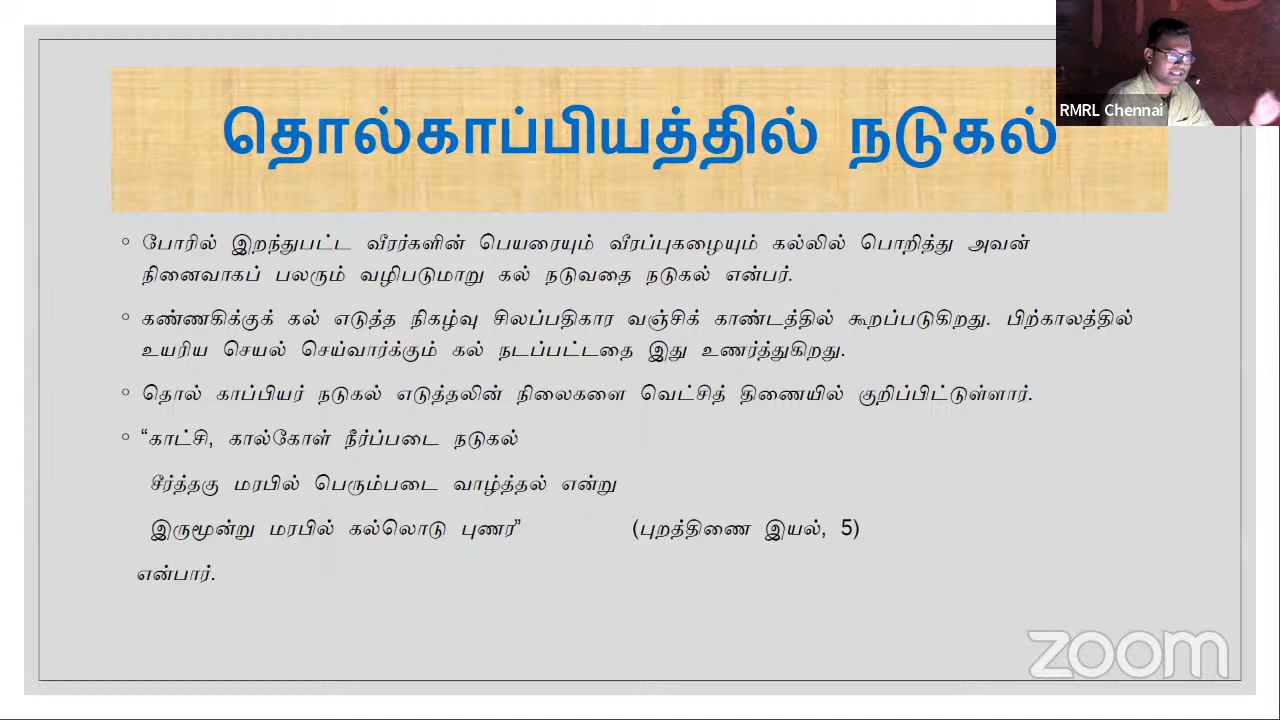 RMRL Chennai
தொல்காப்பியத்தில் நடுகல்
போரில் இறந்துபட்ட வீரர்களின் பெயரையும் வீரப்புகழையும் கல்லில் பொறித்து அவன்
நினைவாகப் பலரும் வழிபடுமாறு கல் நடுவதை நடுகல் என்பர்.
கண்ணகிக்குக் கல் எடுத்த நிகழ்வு சிலப்பதிகார வஞ்சிக் காண்டத்தில் கூறப்படுகிறது. பிற்காலத்தில்
உயரிய செயல் செய்வார்க்கும் கல் நடப்பட்டதை இது உணர்த்துகிறது.
தொல் காப்பியர் நடுகல் எடுத்தலின் நிலைகளை வெட்சித் திணையில் குறிப்பிட்டுள்ளார்.
“காட்சி, கால்கோள் நீர்ப்படை நடுகல்
சீர்த்தகு மரபில் பெரும்படை வாழ்த்தல் என்று
இருமூன்று மரபில் கல்லொடு புணர” (புறத்திணை இயல், 5)
என்பார்.
zoom